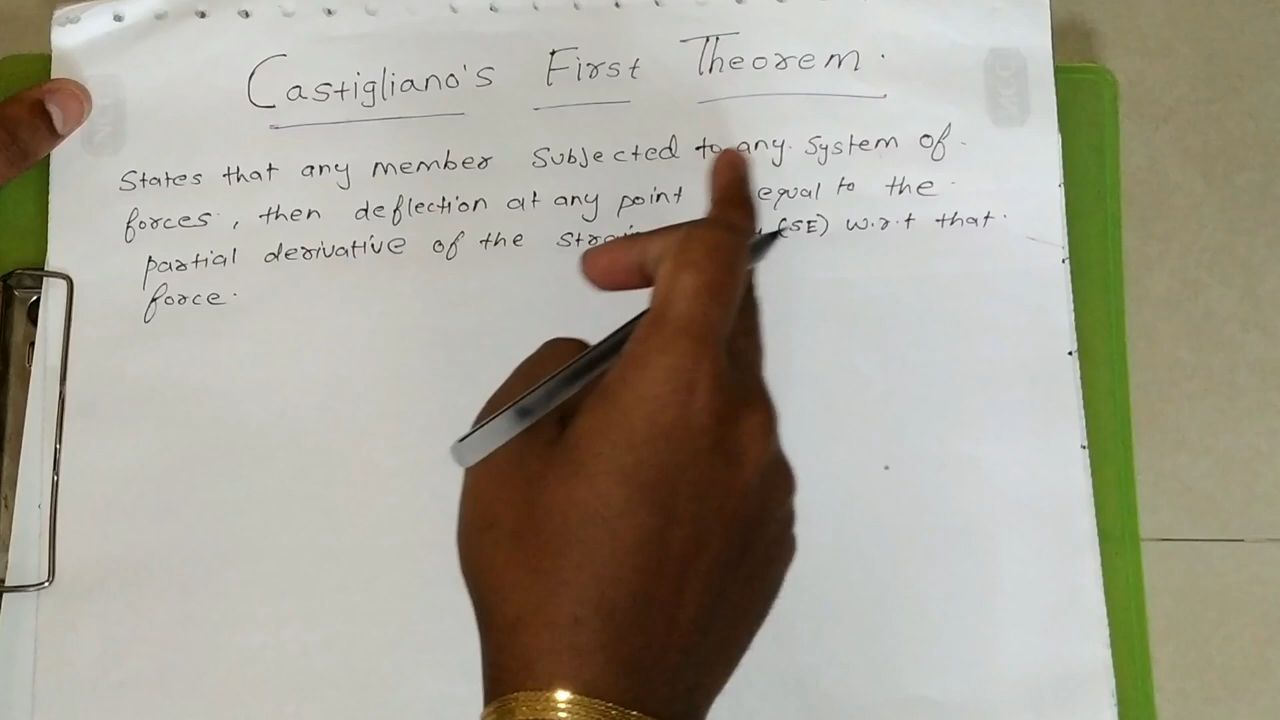 Castigliano's First Theorem.
States that any member subjected to any system of
forces, then deflection at any point equal to the
partial derivative of the (SE) w.r.t that
force.